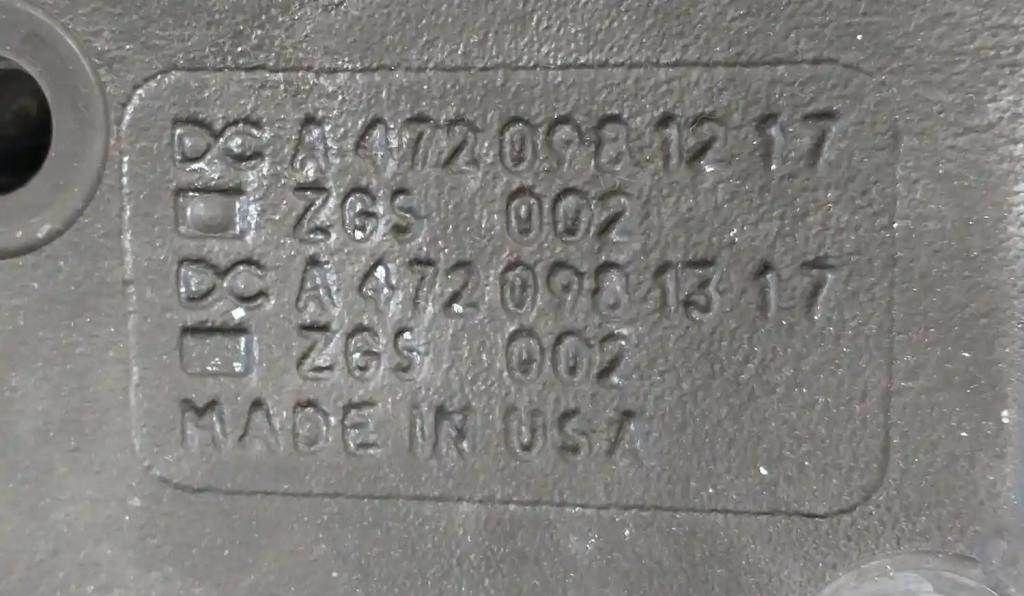 DC A 472 098 12 17
ZGS 002
DC A 472 098 13 17
ZGS 002
MADE IN USA